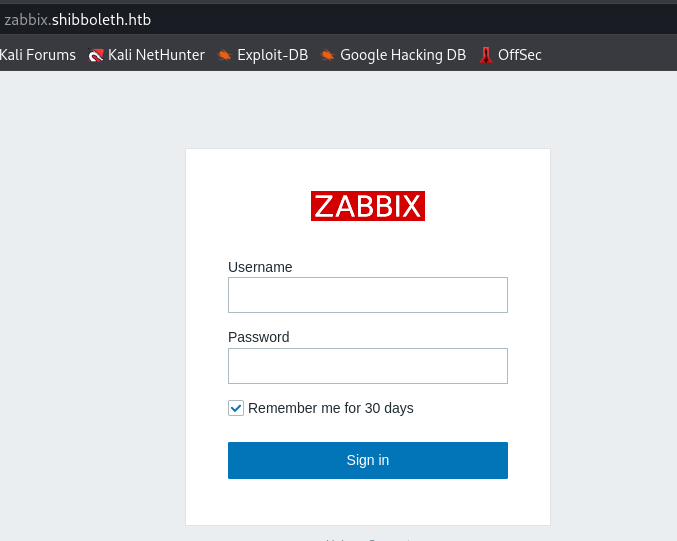 zabbix.shibboleth.htb
Kali Forums Kali NetHunter Exploit-DB Google Hacking DB OffSec
ZABBIX
Username
Password
Remember me for 30 days
Sign in